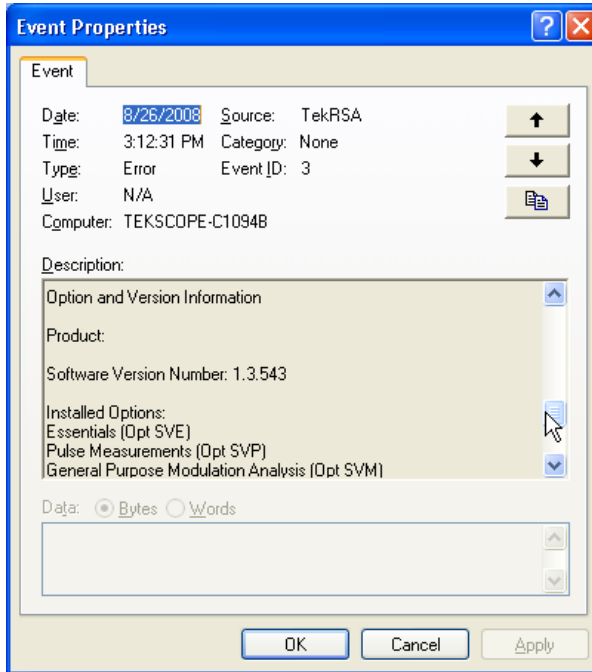 Event Properties
Event
Date: 8/26/2008 Source: TekRSA
Time: 3:12:31 PM Category: None
Type: Error Event ID: 3
User: N/A
Computer: TEKSCOPE-C1094B
Description:
Option and Version Information
Product:
Software Version Number: 1.3.543
Installed Options:
Essentials (Opt SVE)
Pulse Measurements (Opt SVP)
General Purpose Modulation Analysis (Opt SVM)
Data: Bytes Words
OK Cancel Apply